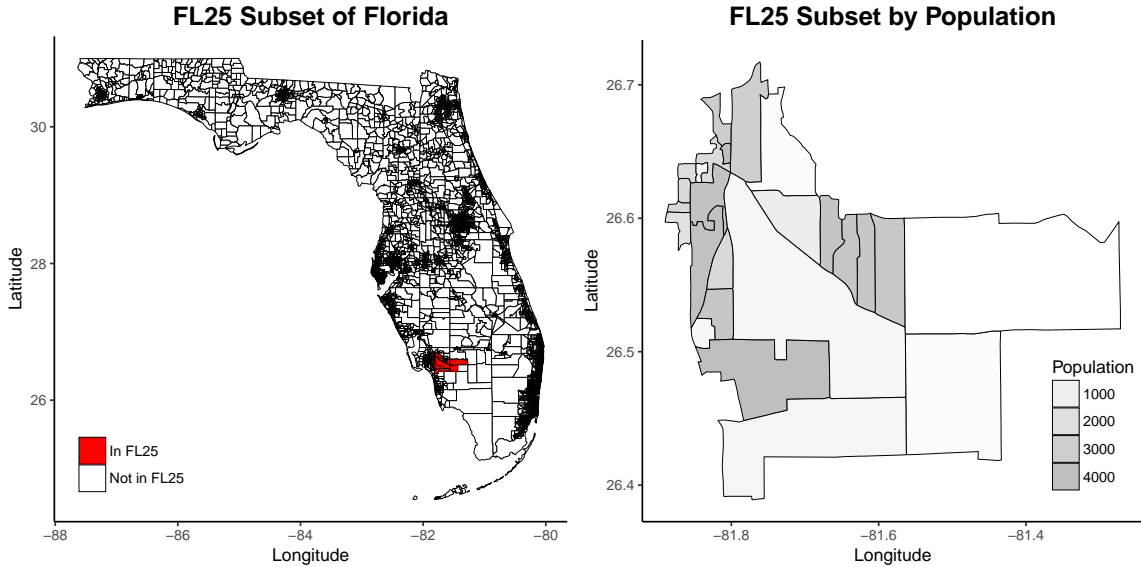 FL25 Subset of Florida
30
28
26
Latitude
−88
−86
−84
−82
−80
Longitude
In FL25
Not in FL25
FL25 Subset by Population
26.7
26.6
26.5
26.4
Latitude
−81.8
−81.6
−81.4
Longitude
Population
1000
2000
3000
4000